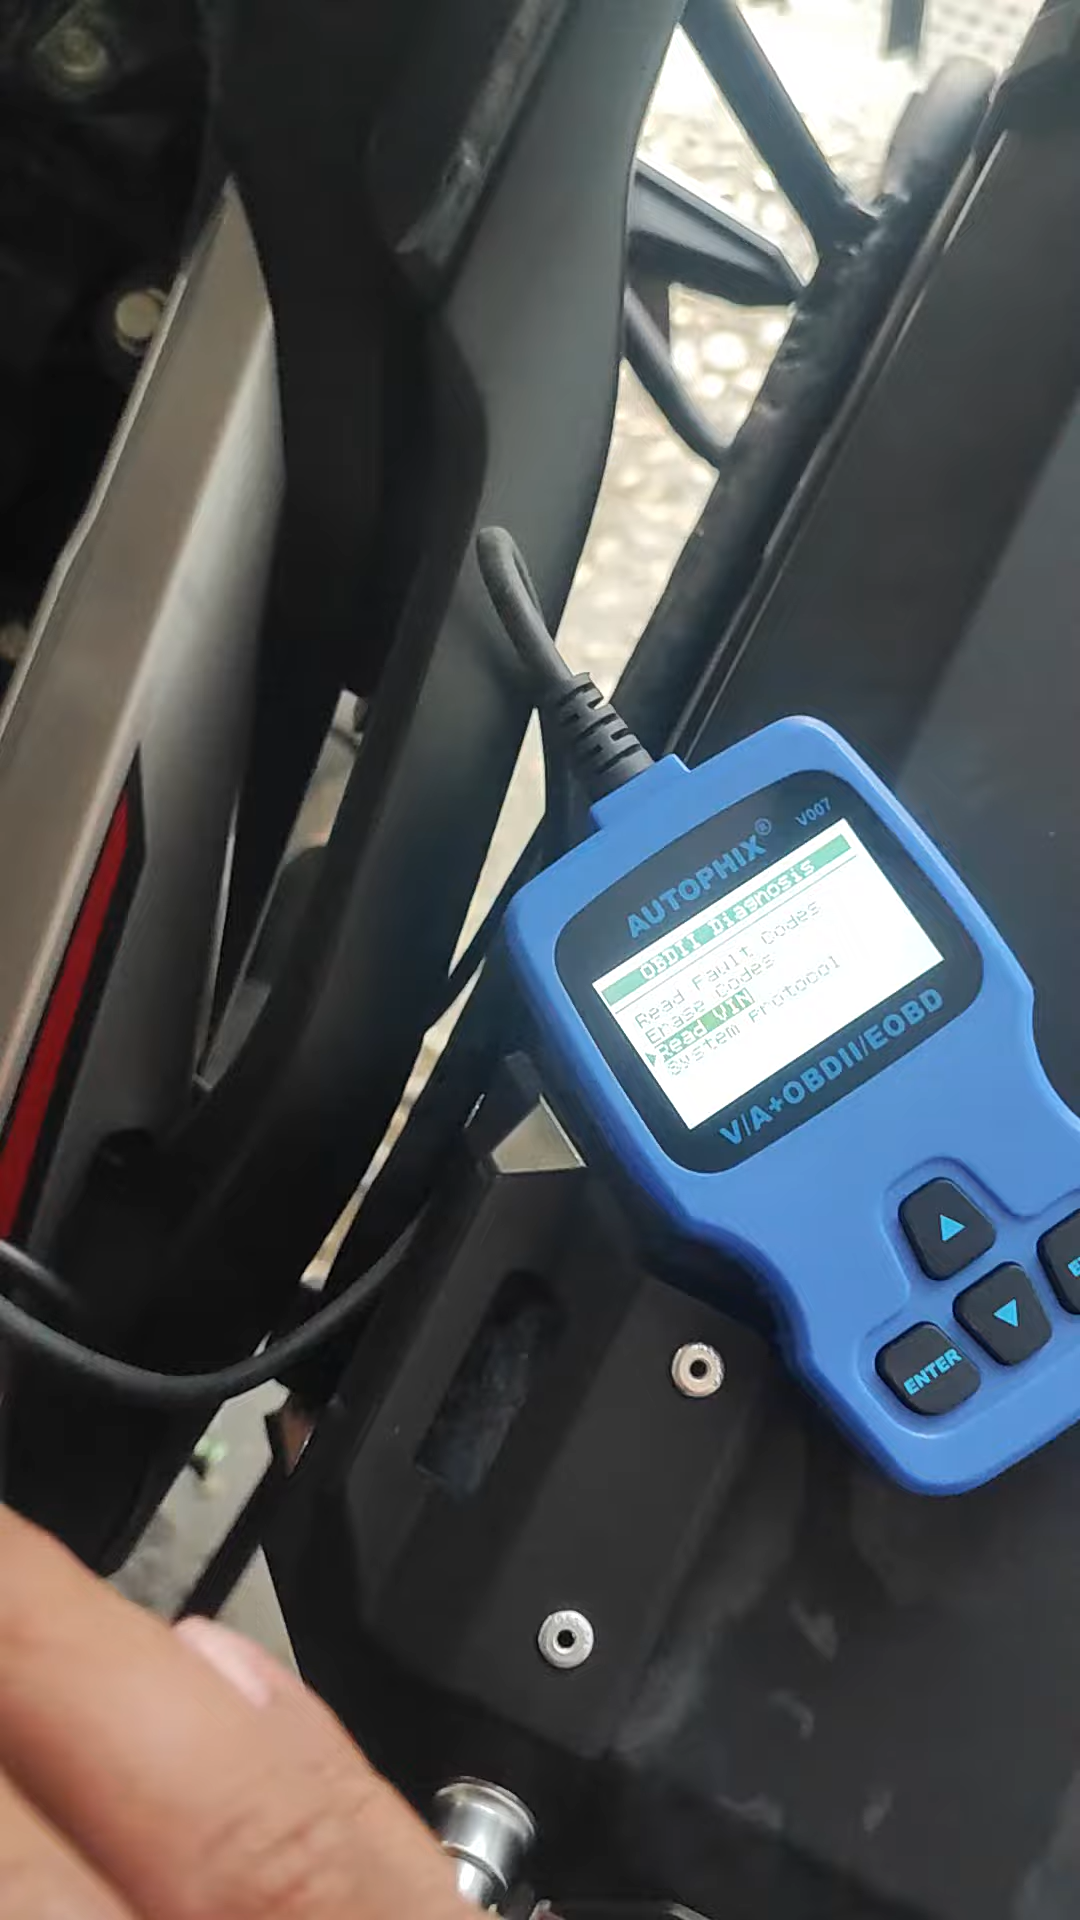 AUTOPHIX® V007
OBDII Diagnosis
Read Fault Codes
Erase Codes
Read VIN
System Protocol
V/A+OBDII/EOBD
ENTER